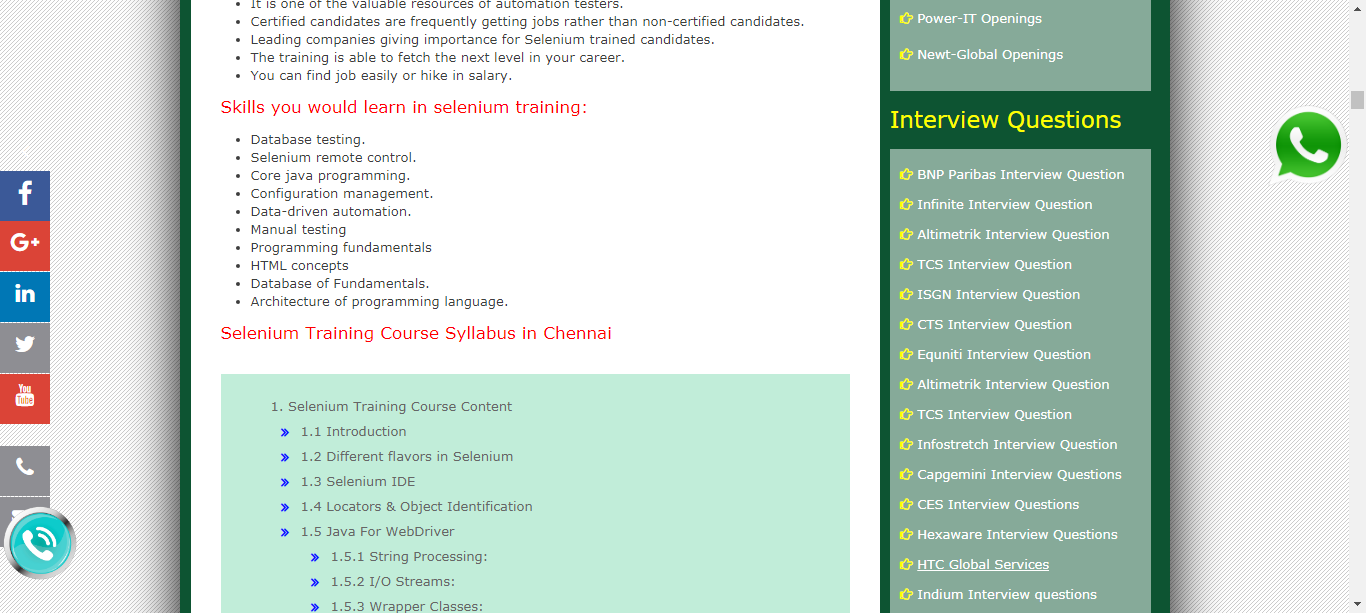 It is one of the valuable resources of automation testers.
Certified candidates are frequently getting jobs rather than non-certified candidates.
Leading companies giving importance for Selenium trained candidates.
The training is able to fetch the next level in your career.
You can find job easily or hike in salary.
Skills you would learn in selenium training:
Database testing.
Selenium remote control.
Core java programming.
Configuration management.
Data-driven automation.
Manual testing
Programming fundamentals
HTML concepts
Database of Fundamentals.
Architecture of programming language.
Selenium Training Course Syllabus in Chennai
1. Selenium Training Course Content
1.1 Introduction
1.2 Different flavors in Selenium
1.3 Selenium IDE
1.4 Locators & Object Identification
1.5 Java For WebDriver
1.5.1 String Processing:
1.5.2 I/O Streams:
1.5.3 Wrapper Classes:
Power-IT Openings
Newt-Global Openings
Interview Questions
BNP Paribas Interview Question
Infinite Interview Question
Altimetrik Interview Question
TCS Interview Question
ISGN Interview Question
CTS Interview Question
Equniti Interview Question
Altimetrik Interview Question
TCS Interview Question
Infostretch Interview Question
Capgemini Interview Questions
CES Interview Questions
Hexaware Interview Questions
HTC Global Services
Indium Interview questions
f
G+
in
You
Tube